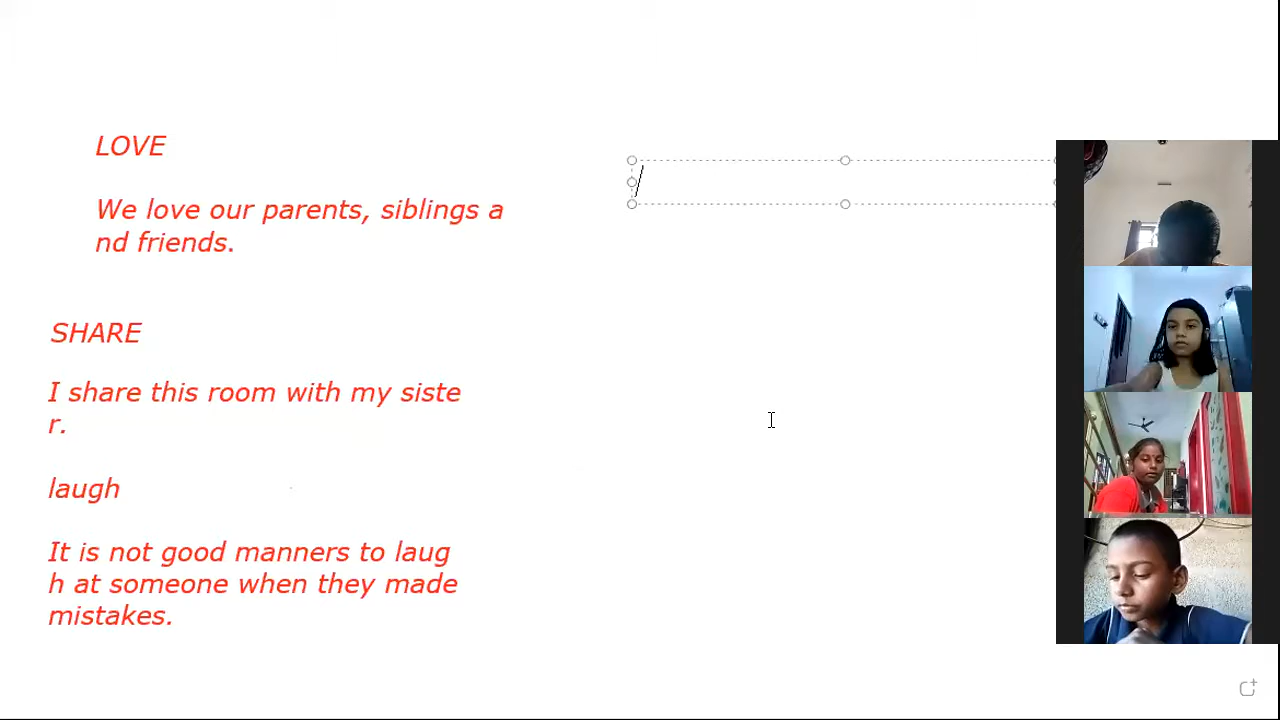 LOVE
We love our parents, siblings a
nd friends.
SHARE
I share this room with my siste
r.
laugh
It is not good manners to laug
h at someone when they made
mistakes.